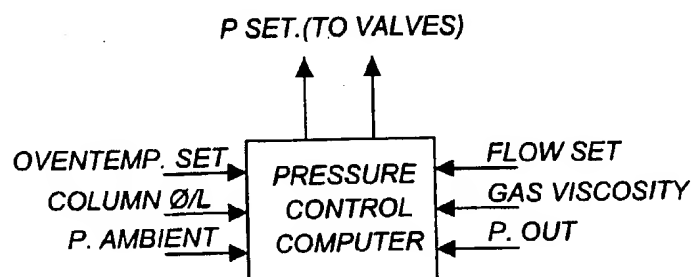 P SET.(TO VALVES)
OVENTEMP. SET
COLUMN Ø/L
P. AMBIENT
PRESSURE
CONTROL
COMPUTER
FLOW SET
GAS VISCOSITY
P. OUT